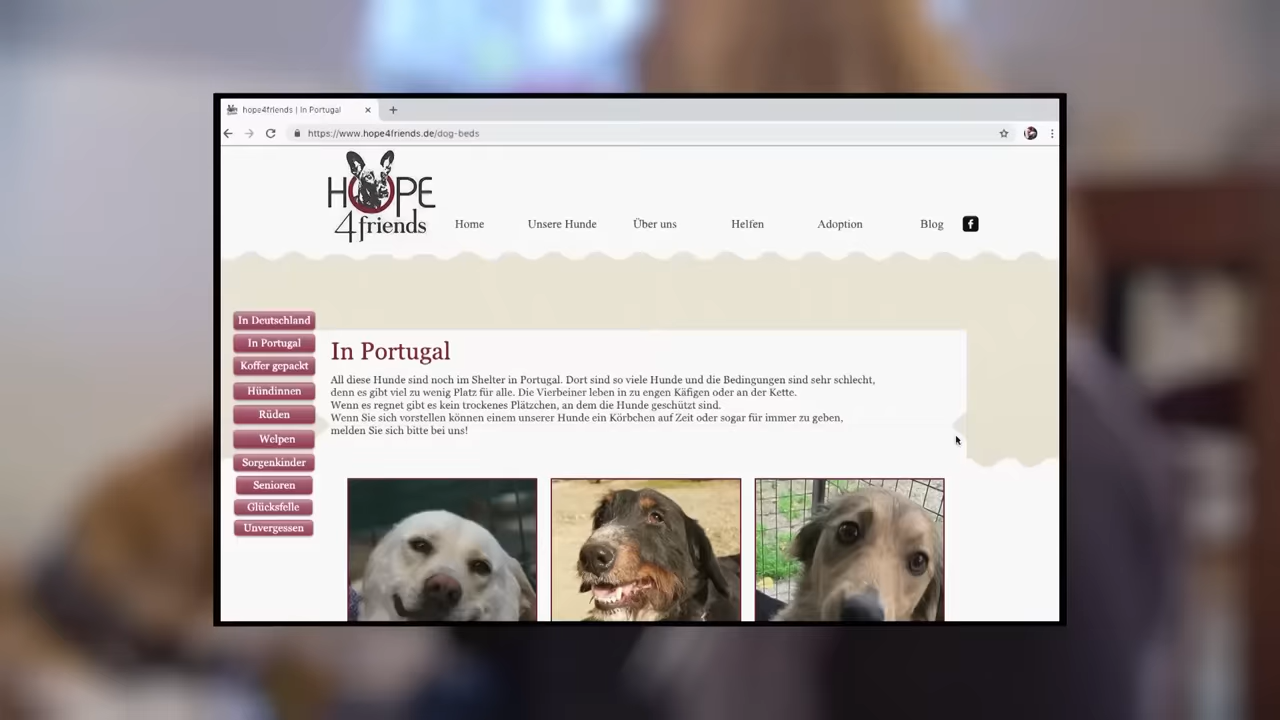 hope4friends | In Portugal
https://www.hope4friends.de/dog-beds
HOPE
4friends
Home
Unsere Hunde
Über uns
Helfen
Adoption
Blog
f
In Deutschland
In Portugal
Koffer gepackt
Hündinnen
Rüden
Welpen
Sorgenkinder
Senioren
Glücksfelle
Unvergessen
In Portugal
All diese Hunde sind noch im Shelter in Portugal. Dort sind so viele Hunde und die Bedingungen sind sehr schlecht,
denn es gibt viel zu wenig Platz für alle. Die Vierbeiner leben in zu engen Käfigen oder an der Kette.
Wenn es regnet gibt es kein trockenes Plätzchen, an dem die Hunde geschützt sind.
Wenn Sie sich vorstellen können einem unserer Hunde ein Körbchen auf Zeit oder sogar für immer zu geben,
melden Sie sich bitte bei uns!